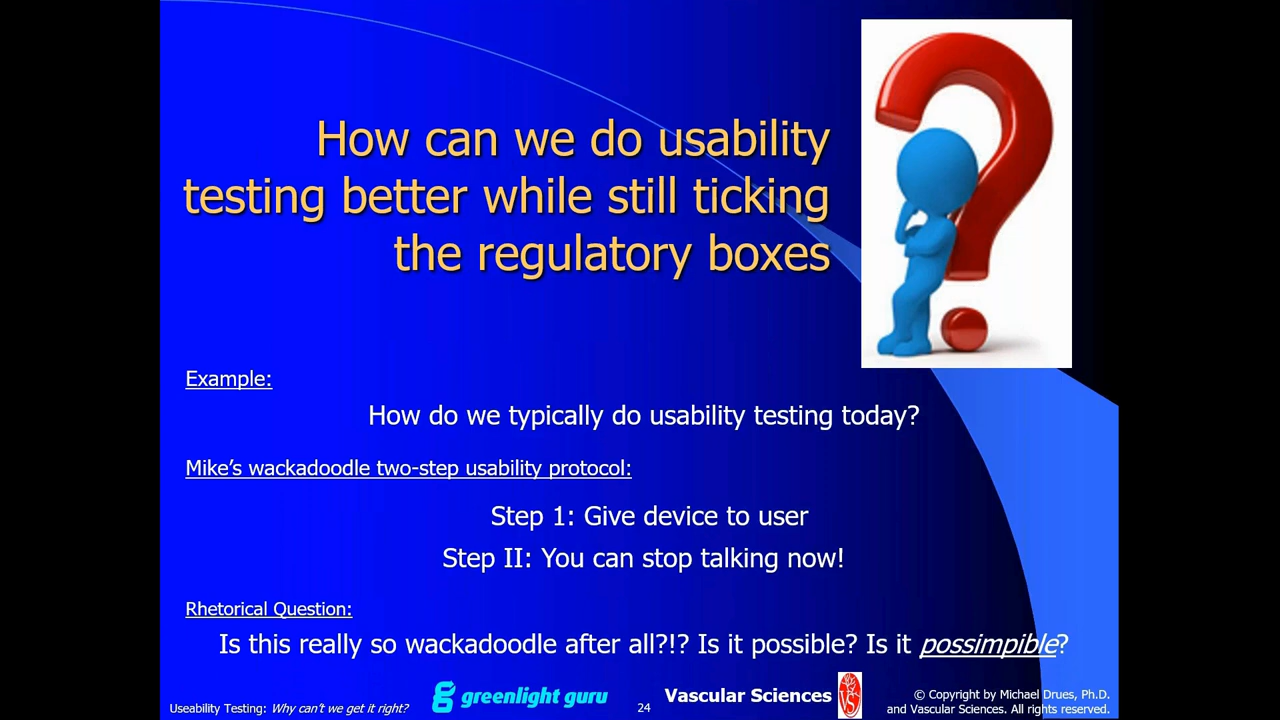 How can we do usability
testing better while still ticking
the regulatory boxes
Example:
How do we typically do usability testing today?
Mike's wackadoodle two-step usability protocol:
Step 1: Give device to user
Step II: You can stop talking now!
Rhetorical Question:
Is this really so wackadoodle after all?!? Is it possible? Is it possimpible?
Useability Testing: Why can't we get it right?
greenlight guru
24
Vascular Sciences
VS
© Copyright by Michael Drues, Ph.D.
and Vascular Sciences. All rights reserved.